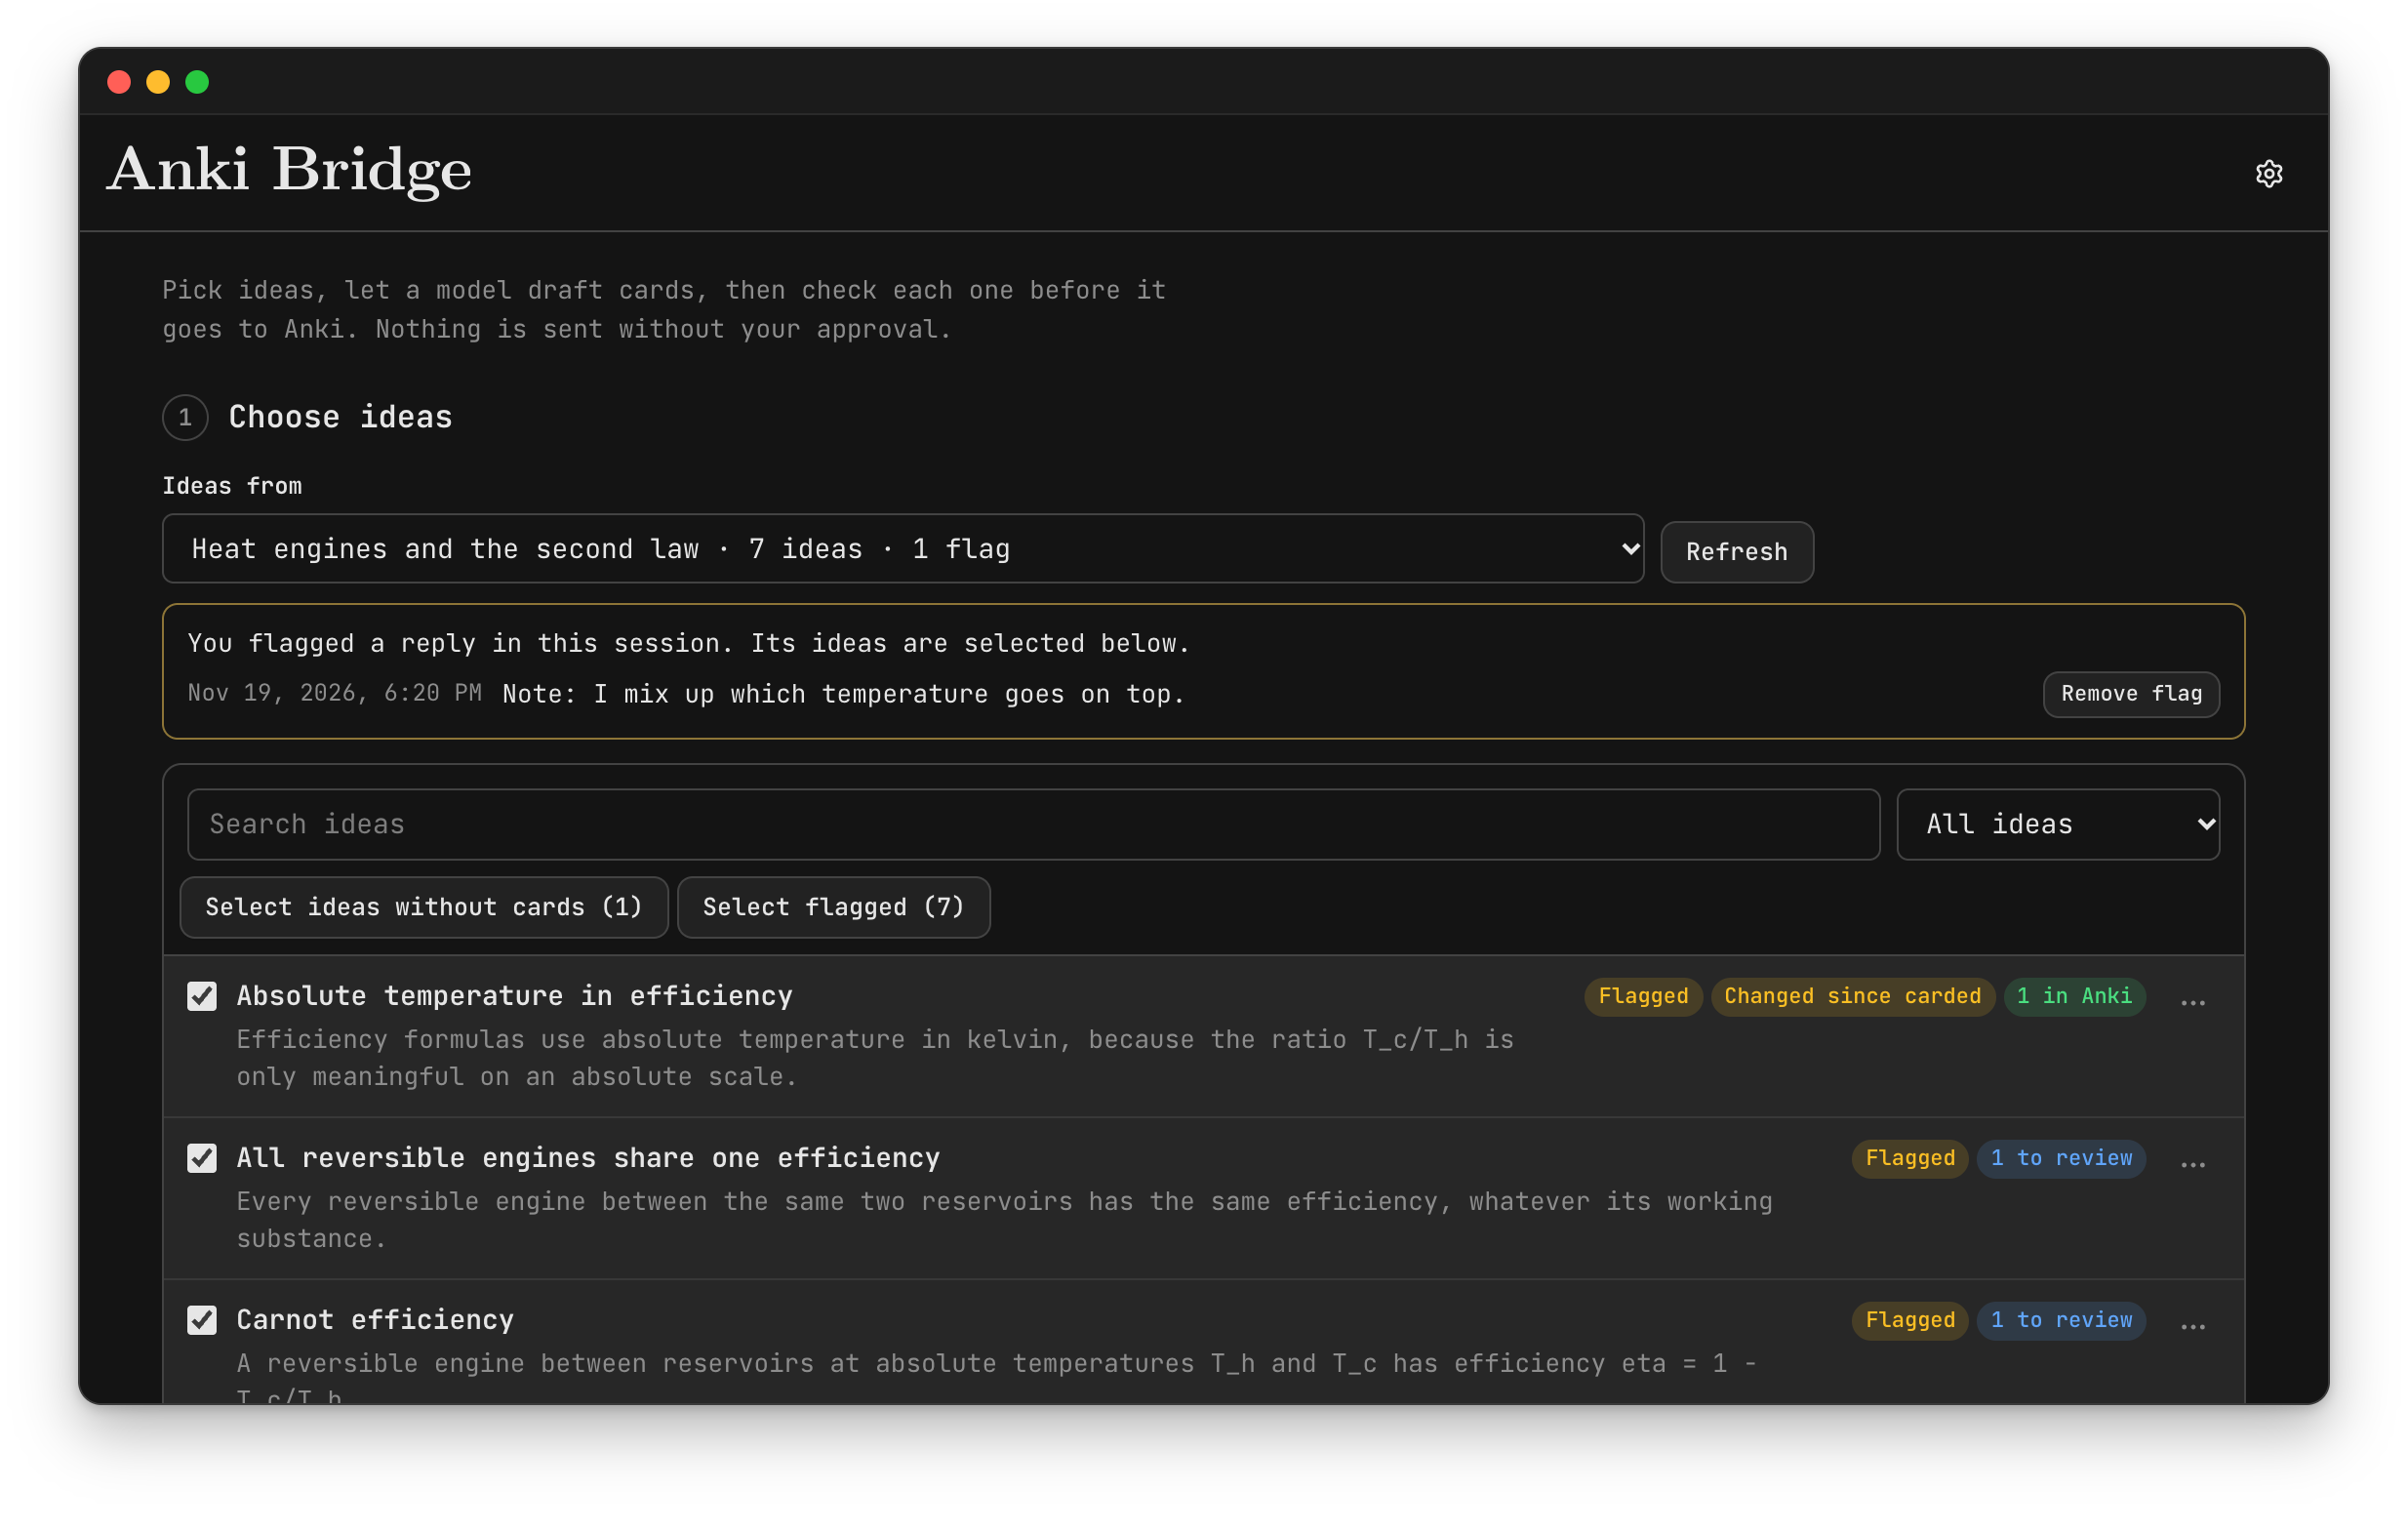 Anki Bridge
Pick ideas, let a model draft cards, then check each one before it
goes to Anki. Nothing is sent without your approval.
1 Choose ideas
Ideas from
Heat engines and the second law · 7 ideas · 1 flag
Refresh
You flagged a reply in this session. Its ideas are selected below.
Nov 19, 2026, 6:20 PM Note: I mix up which temperature goes on top.
Remove flag
Search ideas
All ideas
Select ideas without cards (1)
Select flagged (7)
Absolute temperature in efficiency
Flagged
Changed since carded
1 in Anki
...
Efficiency formulas use absolute temperature in kelvin, because the ratio T_c/T_h is
only meaningful on an absolute scale.
All reversible engines share one efficiency
Flagged
1 to review
...
Every reversible engine between the same two reservoirs has the same efficiency, whatever its working
substance.
Carnot efficiency
Flagged
1 to review
...
A reversible engine between reservoirs at absolute temperatures T_h and T_c has efficiency eta = 1 -
T_c/T_h